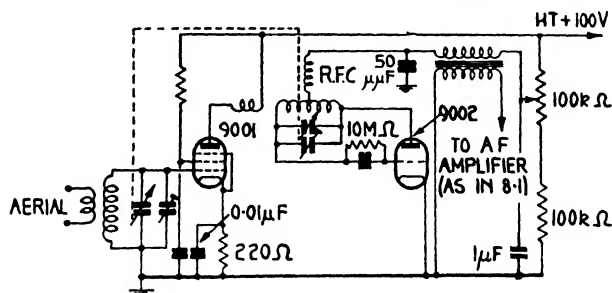 HT+100V
50
μμF
R.F.C
9001
9002
10MΩ
100kΩ
TO AF
AMPLIFIER
(AS IN 8·1)
AERIAL
0·01μF
220Ω
1μF
100kΩ